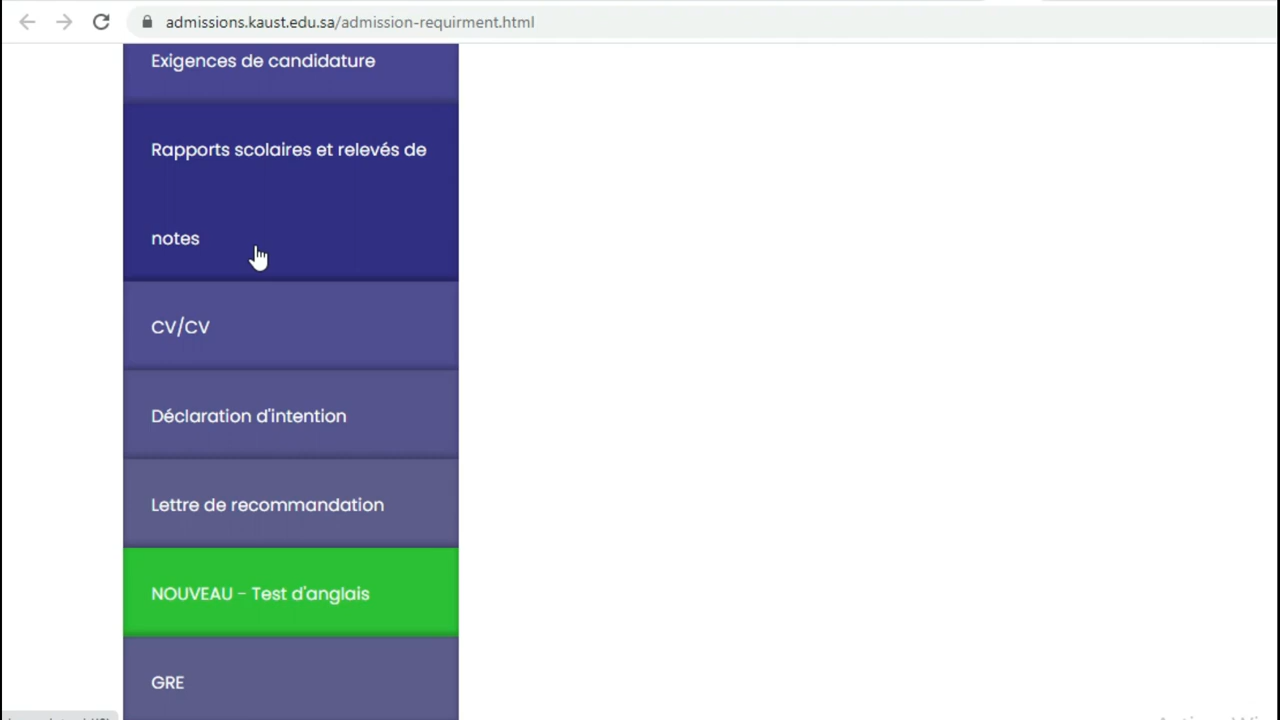 admissions.kaust.edu.sa/admission-requirment.html
Exigences de candidature
Rapports scolaires et relevés de
notes
CV/CV
Déclaration d'intention
Lettre de recommandation
NOUVEAU - Test d'anglais
GRE